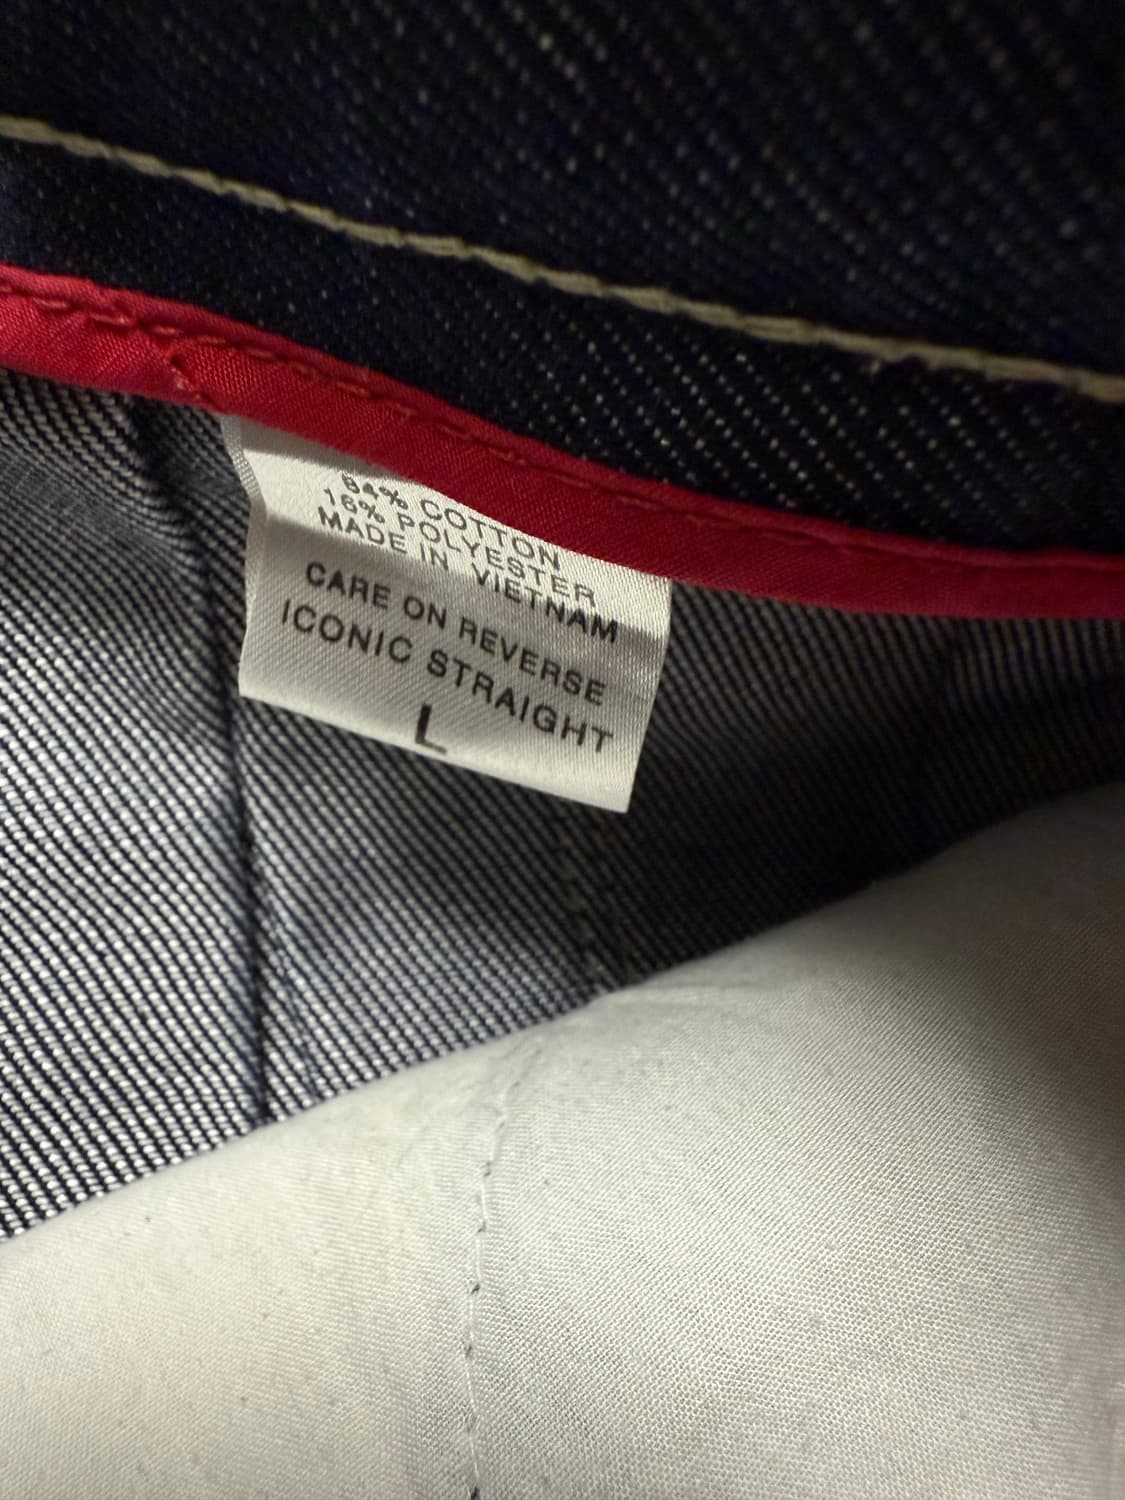 84% COTTON
16% POLYESTER
MADE IN VIETNAM
CARE ON REVERSE
ICONIC STRAIGHT
L